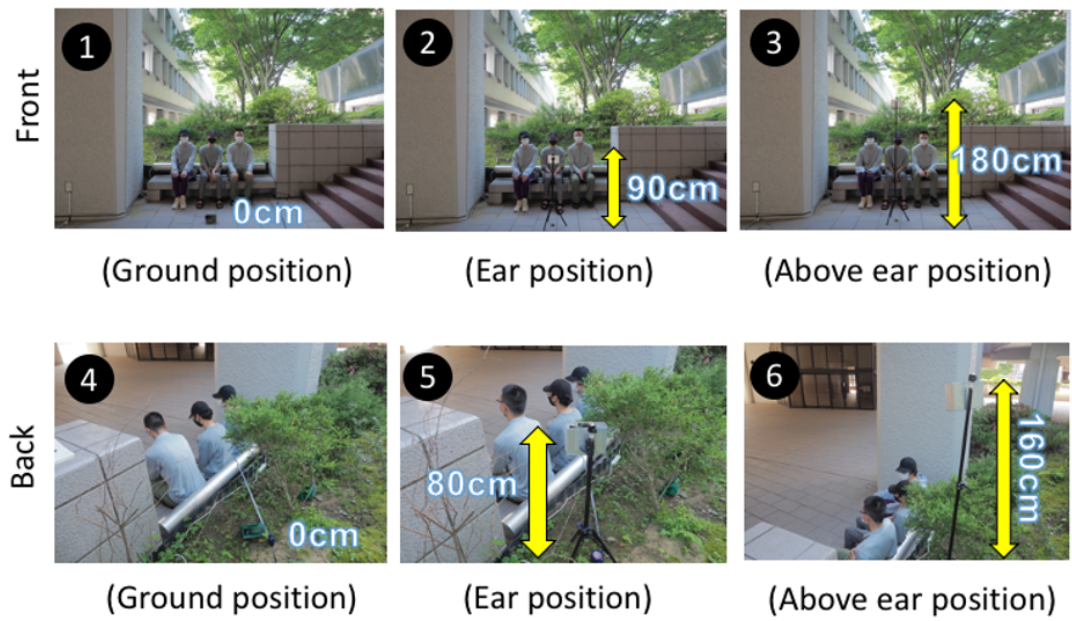 Front
1
2
3
0cm
90cm
180cm
(Ground position)
(Ear position)
(Above ear position)
Back
4
5
6
0cm
80cm
160cm
(Ground position)
(Ear position)
(Above ear position)